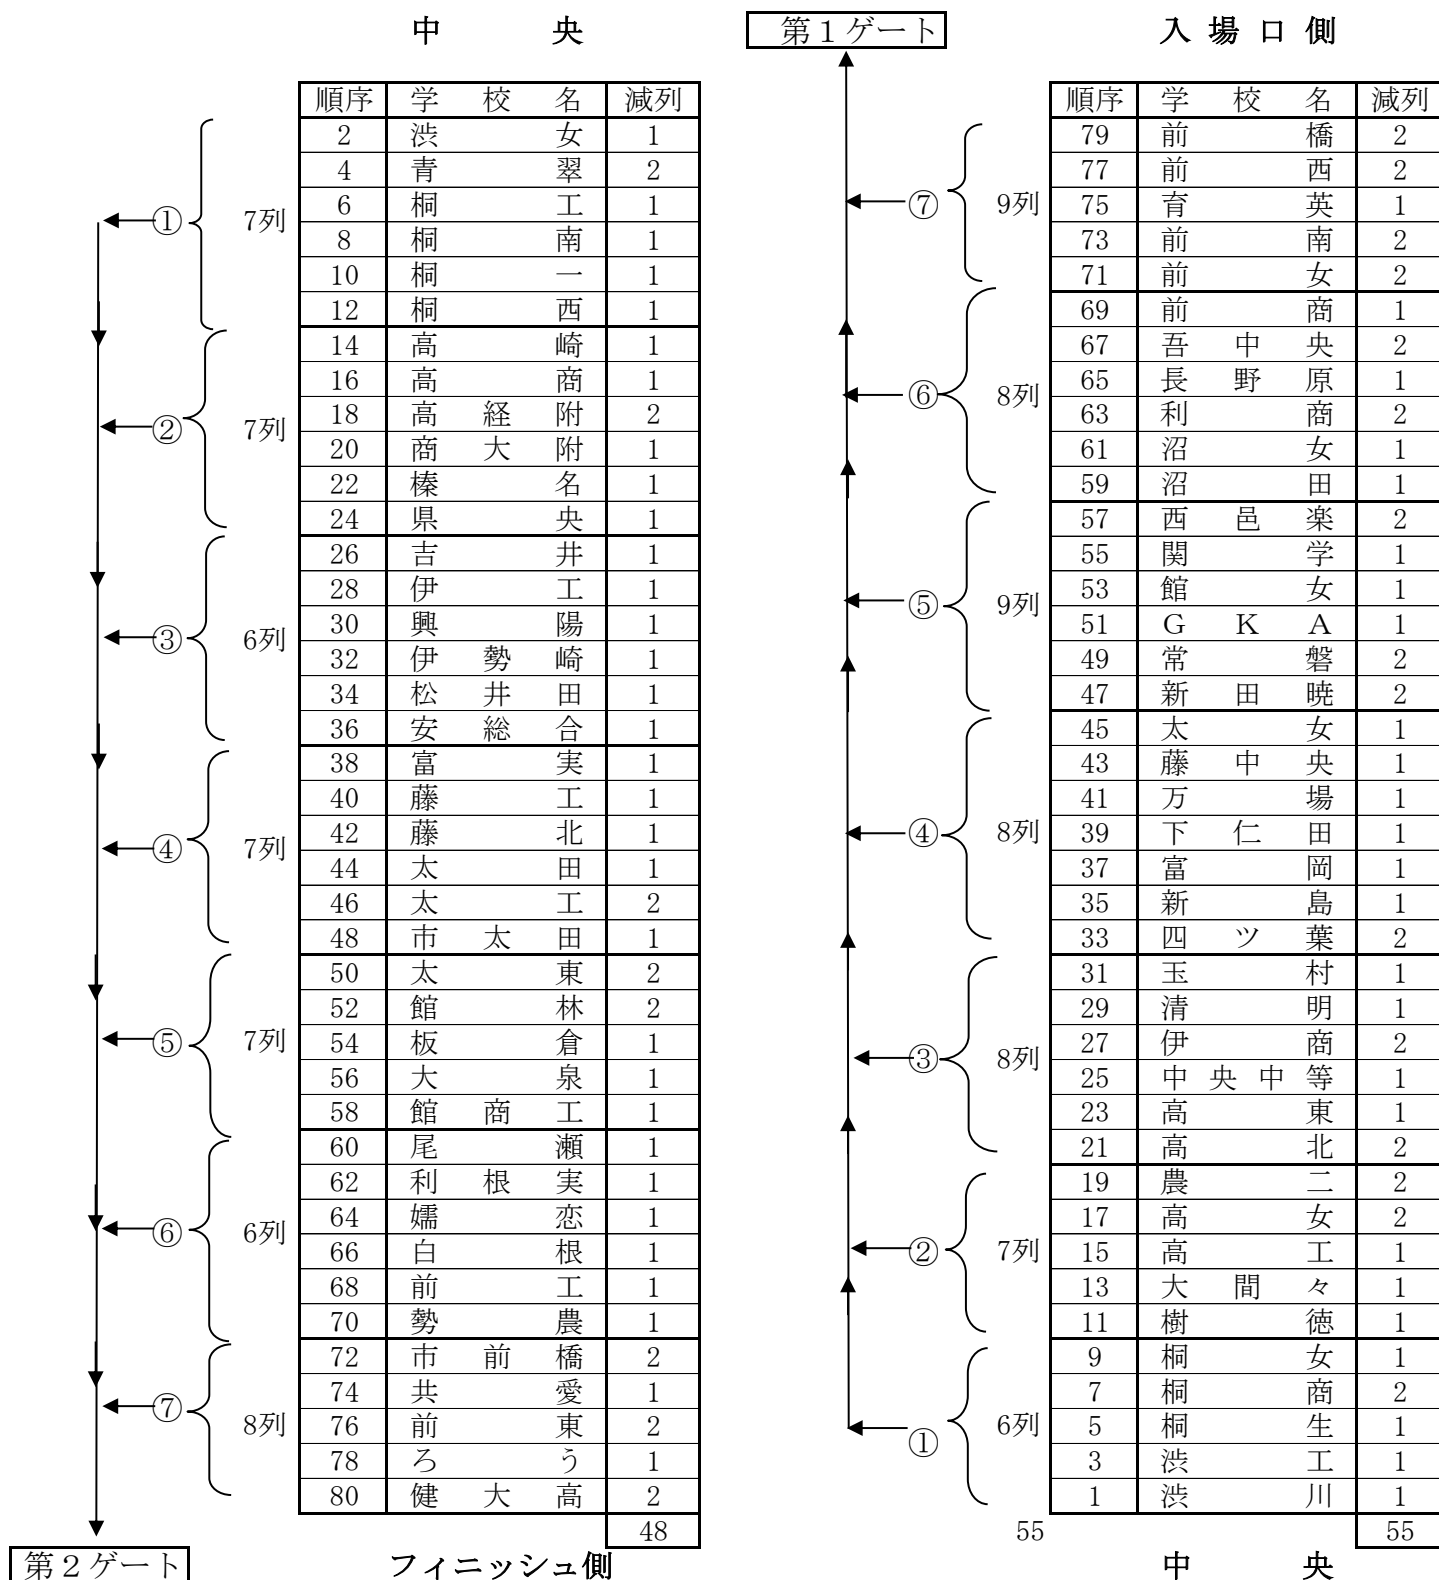 中 央
順序 学校名 減列
2 渋女 1
4 青翠 2
① 7列 6 桐工 1
8 桐南 1
10 桐一 1
12 桐西 1
14 高崎 1
16 高商 1
② 7列 18 高経附 2
20 商大附 1
22 榛名 1
24 県央 1
26 吉井 1
28 伊工 1
③ 6列 30 興陽 1
32 伊勢崎 1
34 松井田 1
36 安総合 1
38 富実 1
40 藤工 1
④ 7列 42 藤北 1
44 太田 1
46 太工 2
48 市太田 1
50 太東 2
52 館林 2
⑤ 7列 54 板倉 1
56 大泉 1
58 館商工 1
60 尾瀬 1
62 利根実 1
⑥ 6列 64 嬬恋 1
66 白根 1
68 前工 1
70 勢農 1
72 市前橋 2
74 共愛 1
⑦ 8列 76 前東 2
78 ろう 1
80 健大高 2
48
第2ゲート フィニッシュ側
第1ゲート 入場口側
順序 学校名 減列
79 前橋 2
77 前西 2
⑦ 9列 75 育英 1
73 前南 2
71 前女 2
69 前商 1
67 吾中央 2
⑥ 8列 65 長野原 1
63 利商 2
61 沼女 1
59 沼田 1
57 西邑楽 2
55 関学 1
⑤ 9列 53 館女 1
51 GKA 1
49 常磐 2
47 新田暁 2
45 太女 1
43 藤中央 1
41 万場 1
④ 8列 39 下仁田 1
37 富岡 1
35 新島 1
33 四ツ葉 2
31 玉村 1
29 清明 1
③ 8列 27 伊商 2
25 中央中等 1
23 高東 1
21 高北 2
19 農二 2
17 高女 2
② 7列 15 高工 1
13 大間々 1
11 樹徳 1
9 桐女 1
7 桐商 2
① 6列 5 桐生 1
3 渋工 1
1 渋川 1
55 55
中 央